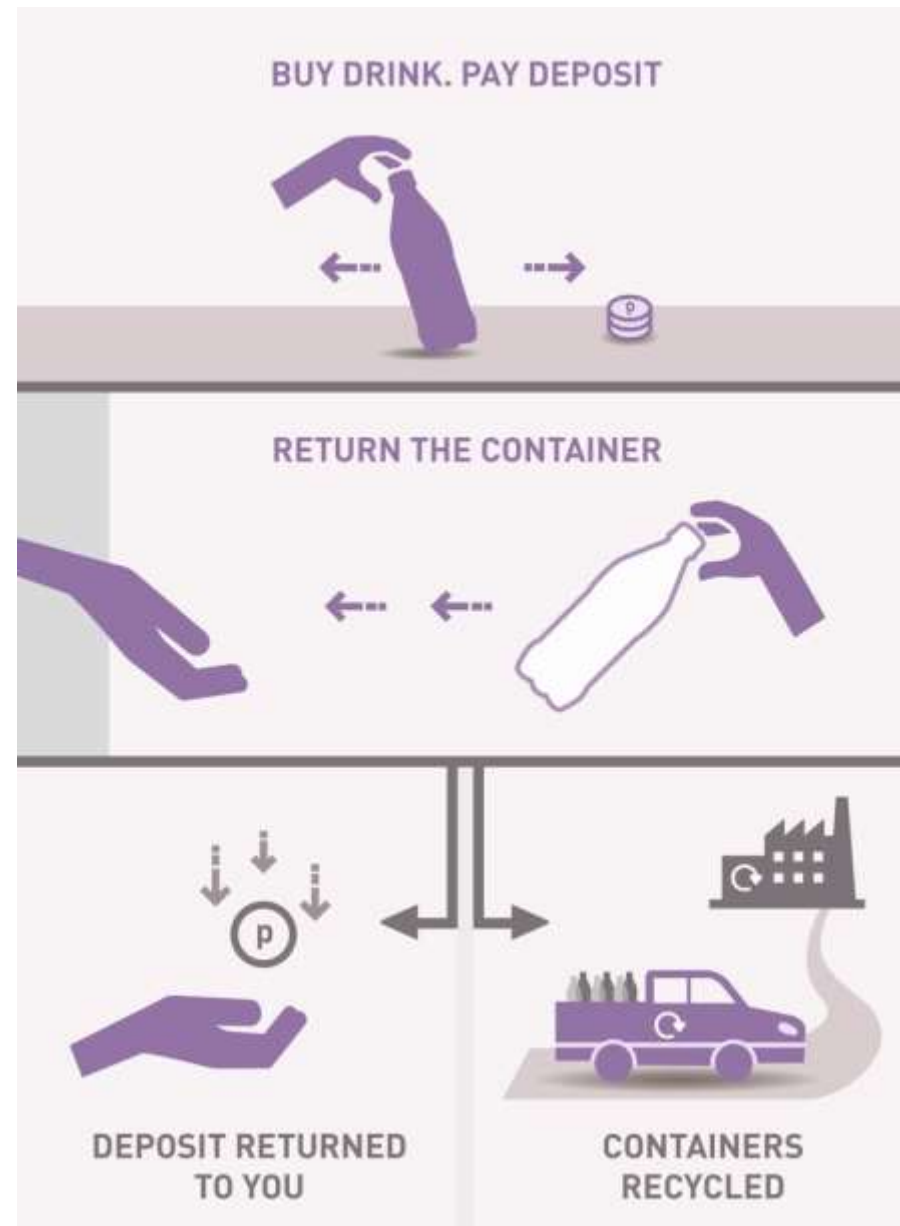 BUY DRINK. PAY DEPOSIT
p
RETURN THE CONTAINER
p
DEPOSIT RETURNED
TO YOU
CONTAINERS
RECYCLED